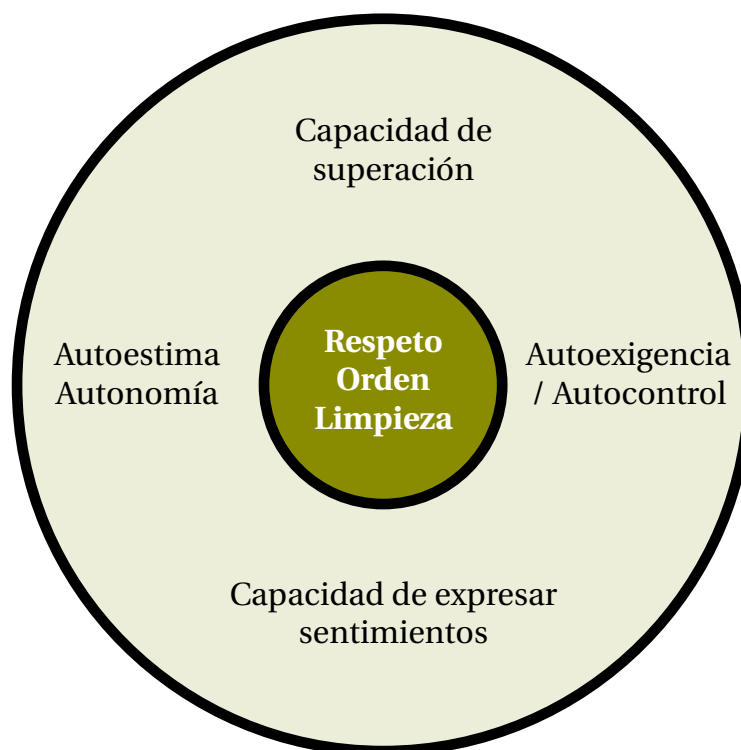 Capacidad de
superación
Autoestima
Autonomía
Respeto
Orden
Limpieza
Autoexigencia
/ Autocontrol
Capacidad de expresar
sentimientos